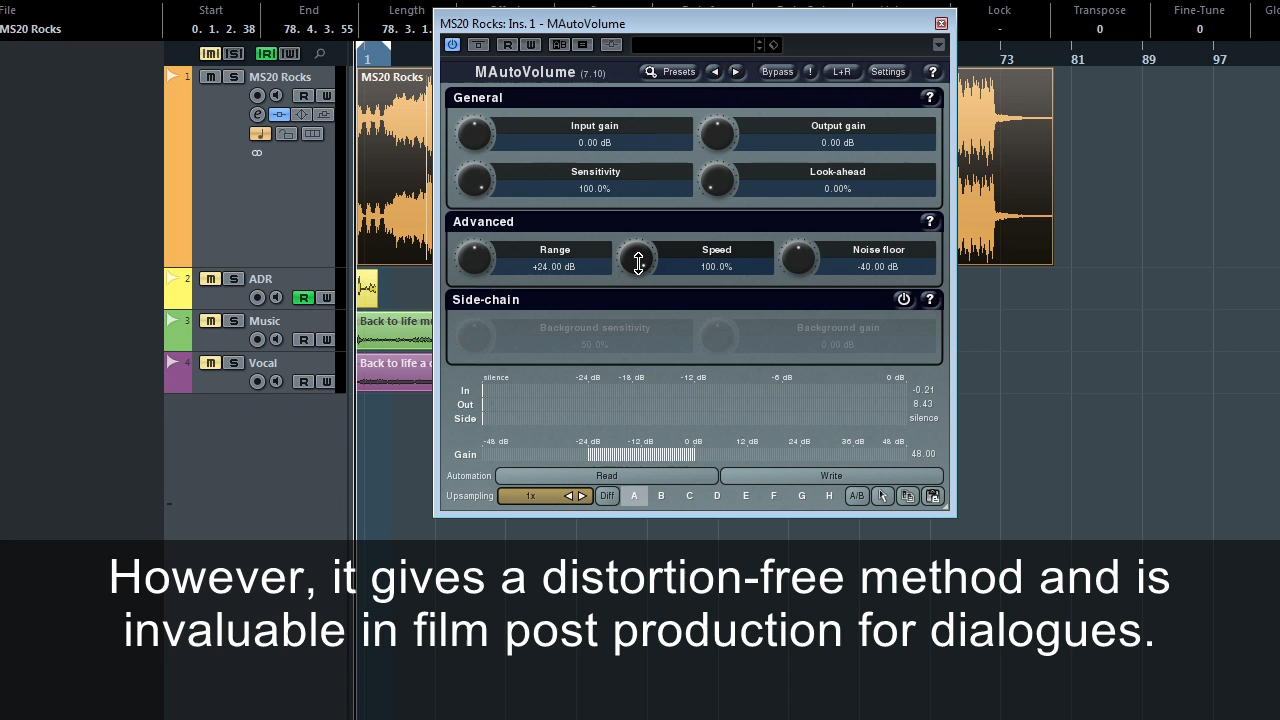 File Start End Length Lock Transpose Fine-Tune
MS20 Rocks 0. 1. 2. 38 78. 4. 3. 55 78. 3. 1. - 0 0
MS20 Rocks: Ins. 1 - MAutoVolume
R W AB
MAutoVolume (7.10) Presets Bypass ! L+R Settings ?
M S R W 1 73 81 89 97
1 M S MS20 Rocks MS20 Rocks
R W
e
General ?
Input gain Output gain
0.00 dB 0.00 dB
Sensitivity Look-ahead
100.0% 0.00%
Advanced ?
Range Speed Noise floor
+24.00 dB 100.0% -40.00 dB
2 M S ADR
R W
Side-chain ?
Background sensitivity Background gain
50.0% 0.00 dB
3 M S Music Back to life m
R W
4 M S Vocal Back to life a c
R W
silence -24 dB -18 dB -12 dB -6 dB 0 dB
In -0.21
Out 8.43
Side silence
-48 dB -24 dB -12 dB 0 dB 12 dB 24 dB 36 dB 48 dB
Gain 48.00
Automation Read Write
Upsampling 1x Diff A B C D E F G H A/B
However, it gives a distortion-free method and is
invaluable in film post production for dialogues.